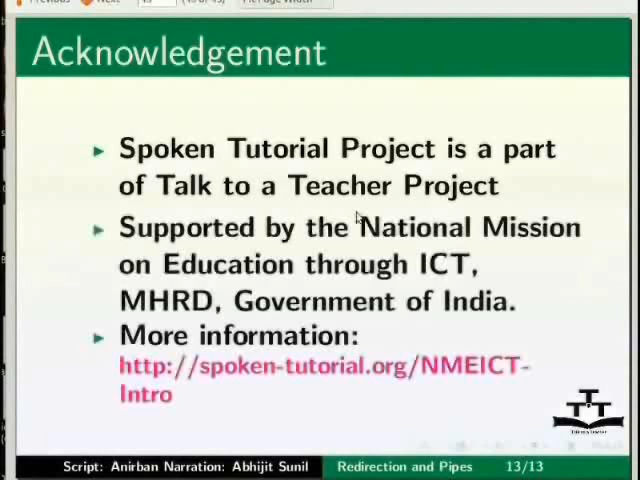 Previous Next
Acknowledgement
Spoken Tutorial Project is a part
of Talk to a Teacher Project
Supported by the National Mission
on Education through ICT,
MHRD, Government of India.
More information:
http://spoken-tutorial.org/NMEICT-
Intro
Script: Anirban Narration: Abhijit Sunil Redirection and Pipes 13/13